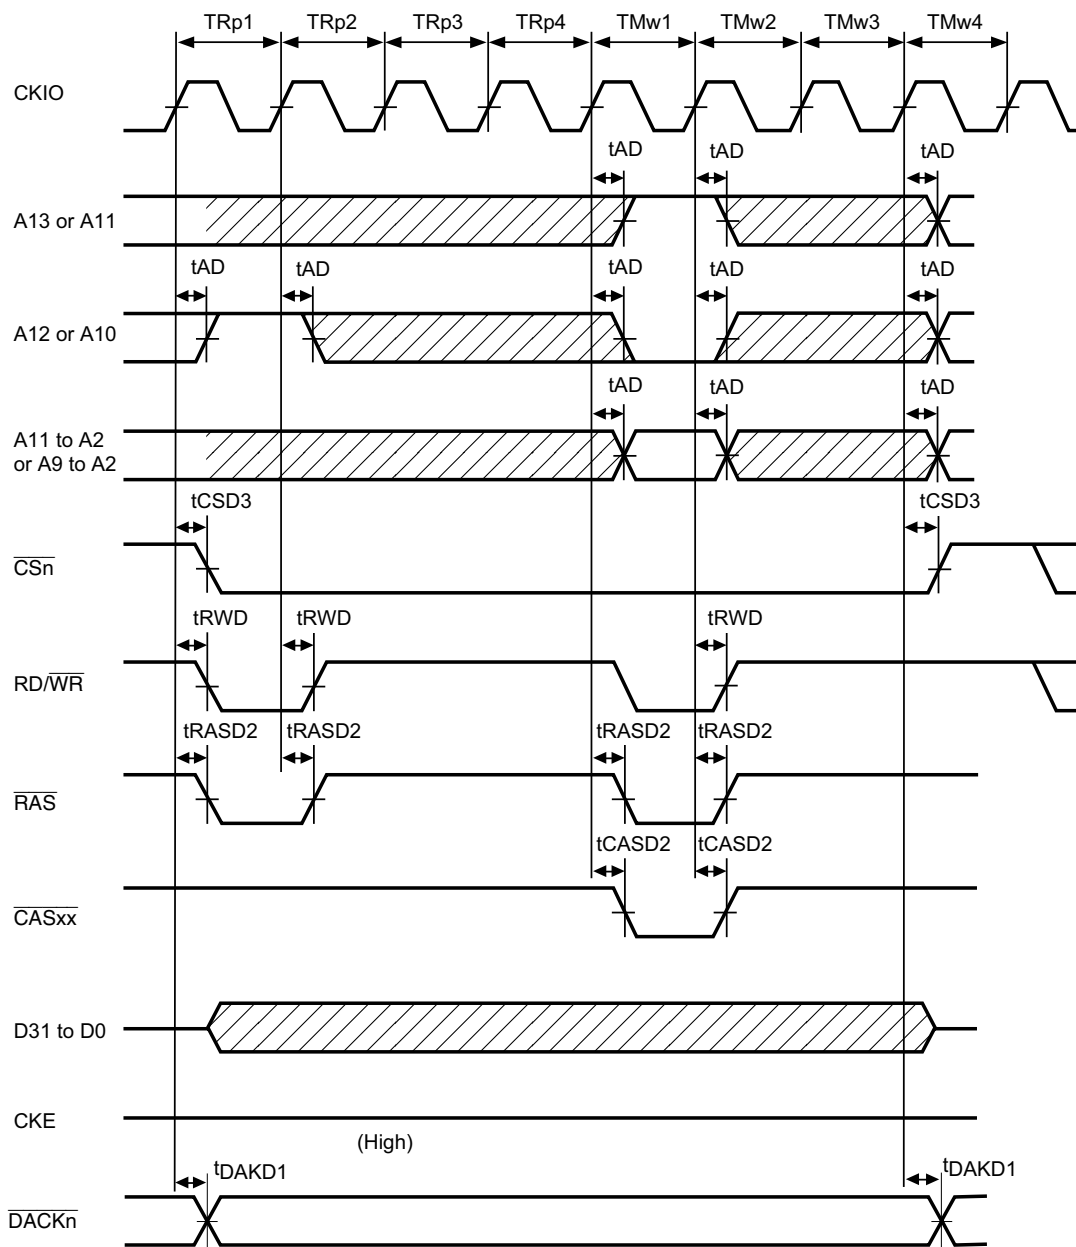 TRp1 TRp2 TRp3 TRp4 TMw1 TMw2 TMw3 TMw4
CKIO
tAD tAD tAD
A13 or A11
tAD tAD tAD tAD tAD
A12 or A10
tAD tAD tAD
A11 to A2
or A9 to A2
tCSD3 tCSD3
CSn
tRWD tRWD tRWD
RD/WR
tRASD2 tRASD2 tRASD2 tRASD2
RAS
tCASD2 tCASD2
CASxx
D31 to D0
CKE
(High)
tDAKD1 tDAKD1
DACKn